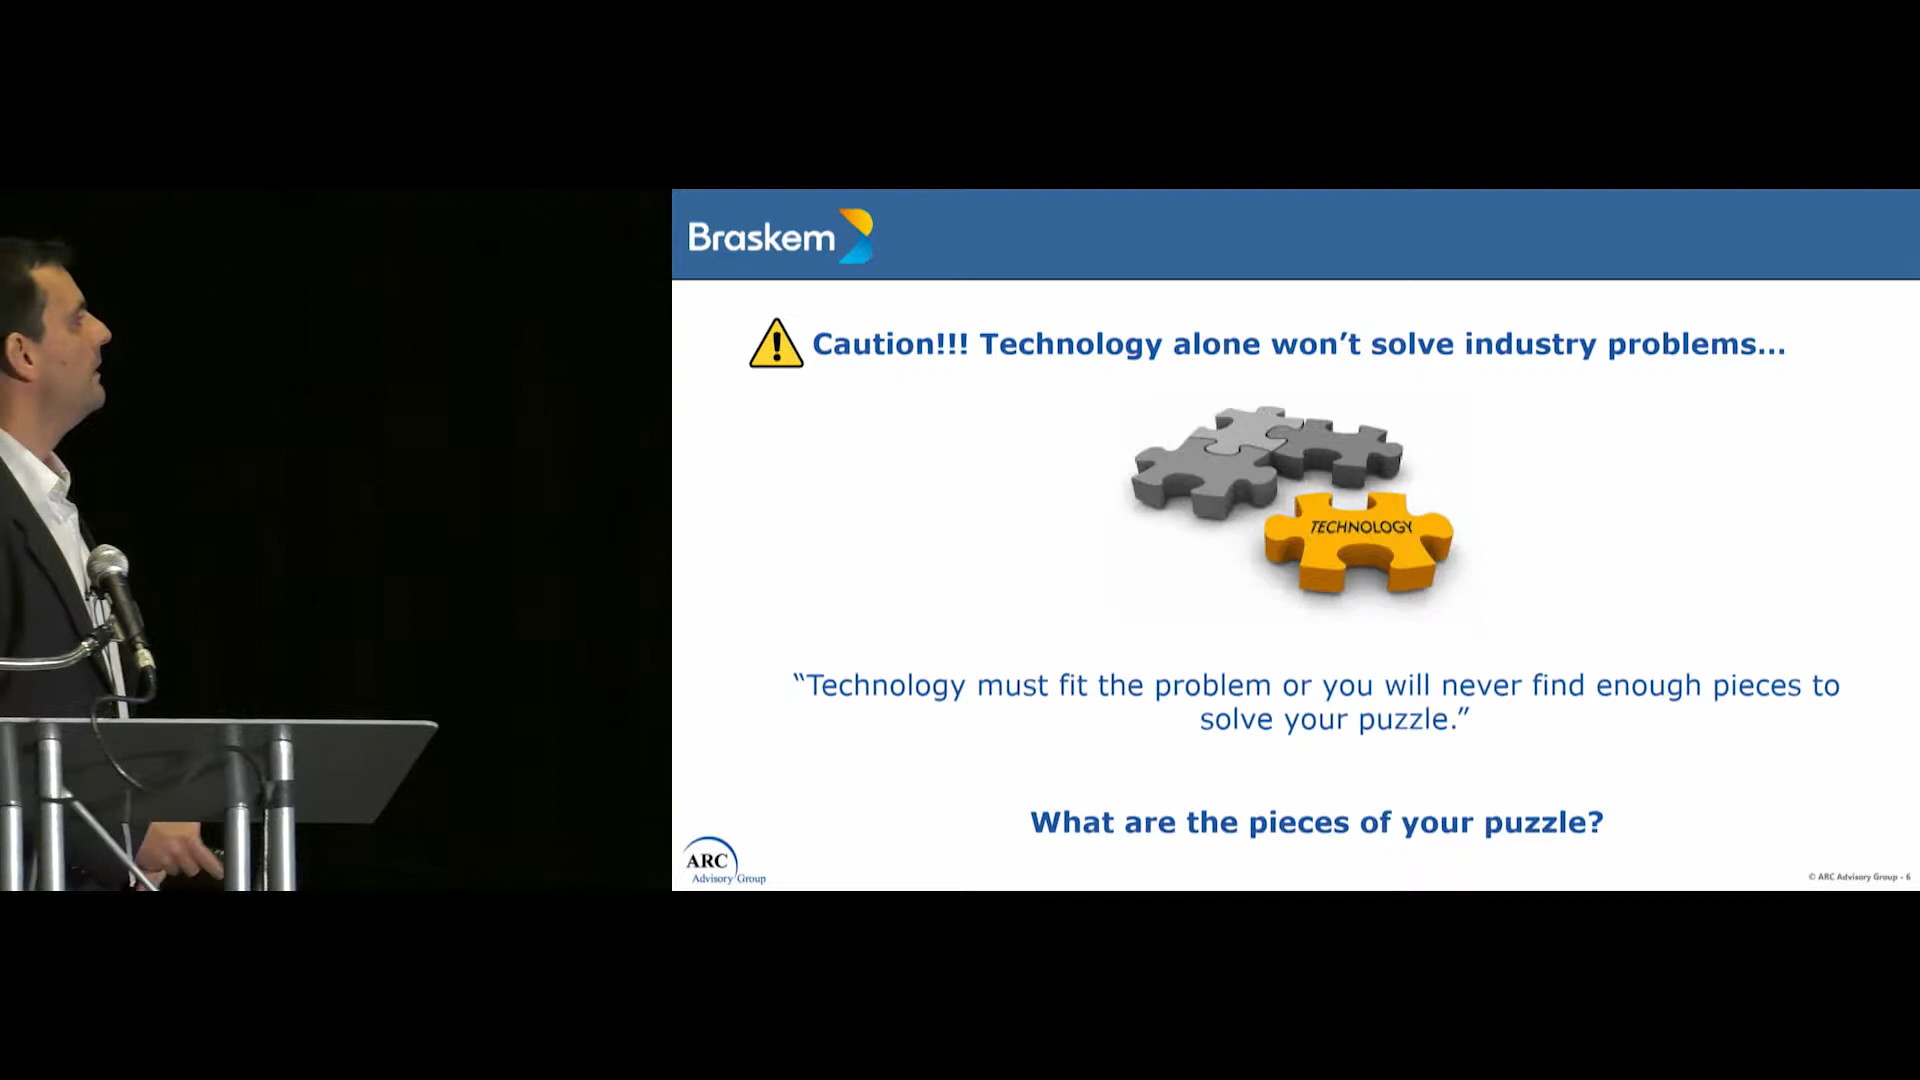 Braskem
Caution!!! Technology alone won’t solve industry problems...
TECHNOLOGY
“Technology must fit the problem or you will never find enough pieces to
solve your puzzle.”
What are the pieces of your puzzle?
ARC
Advisory Group
© ARC Advisory Group - 6